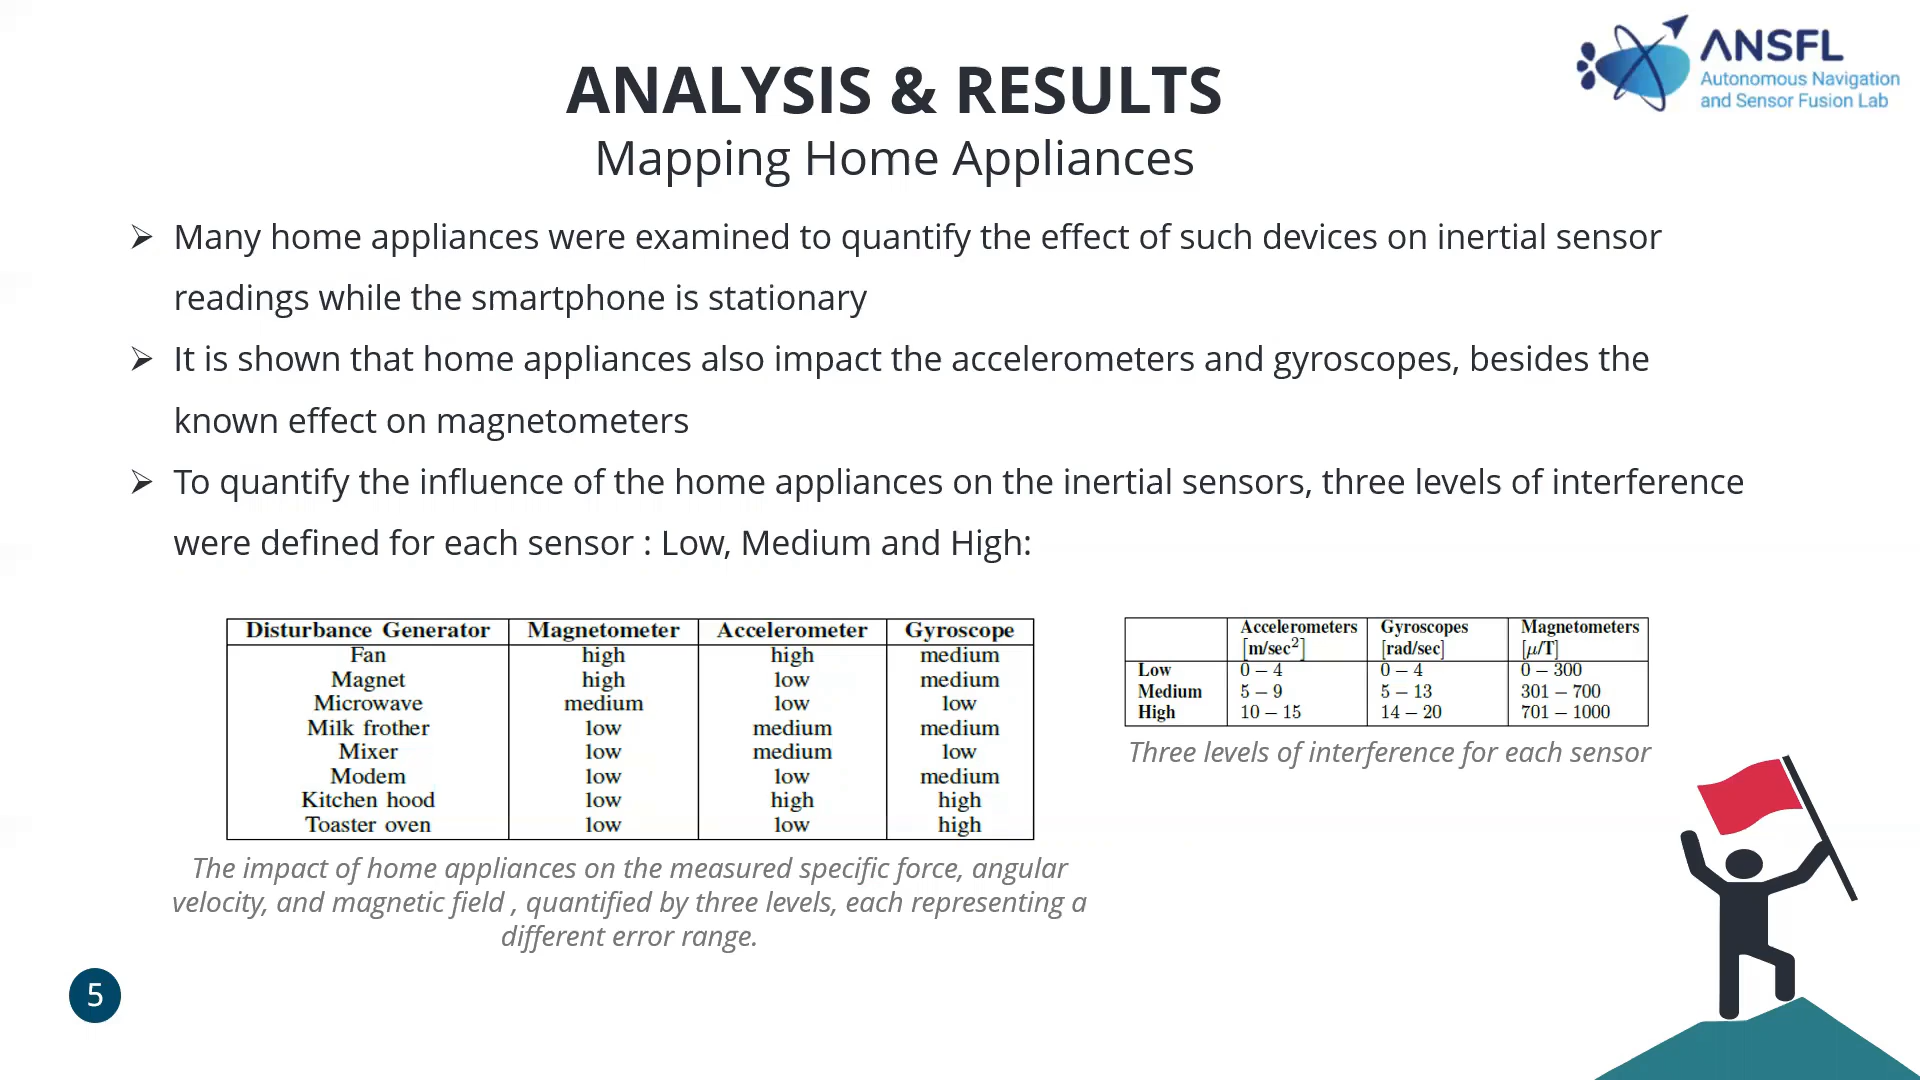 ANSFL
Autonomous Navigation
and Sensor Fusion Lab
ANALYSIS & RESULTS
Mapping Home Appliances
➢ Many home appliances were examined to quantify the effect of such devices on inertial sensor
readings while the smartphone is stationary
➢ It is shown that home appliances also impact the accelerometers and gyroscopes, besides the
known effect on magnetometers
➢ To quantify the influence of the home appliances on the inertial sensors, three levels of interference
were defined for each sensor : Low, Medium and High:
Disturbance Generator Magnetometer Accelerometer Gyroscope
Fan high high medium
Magnet high low medium
Microwave medium low low
Milk frother low medium medium
Mixer low medium low
Modem low low medium
Kitchen hood low high high
Toaster oven low low high
The impact of home appliances on the measured specific force, angular
velocity, and magnetic field , quantified by three levels, each representing a
different error range.
Accelerometers Gyroscopes Magnetometers
[m/sec²] [rad/sec] [μ/T]
Low 0 – 4 0 – 4 0 – 300
Medium 5 – 9 5 – 13 301 – 700
High 10 – 15 14 – 20 701 – 1000
Three levels of interference for each sensor
5